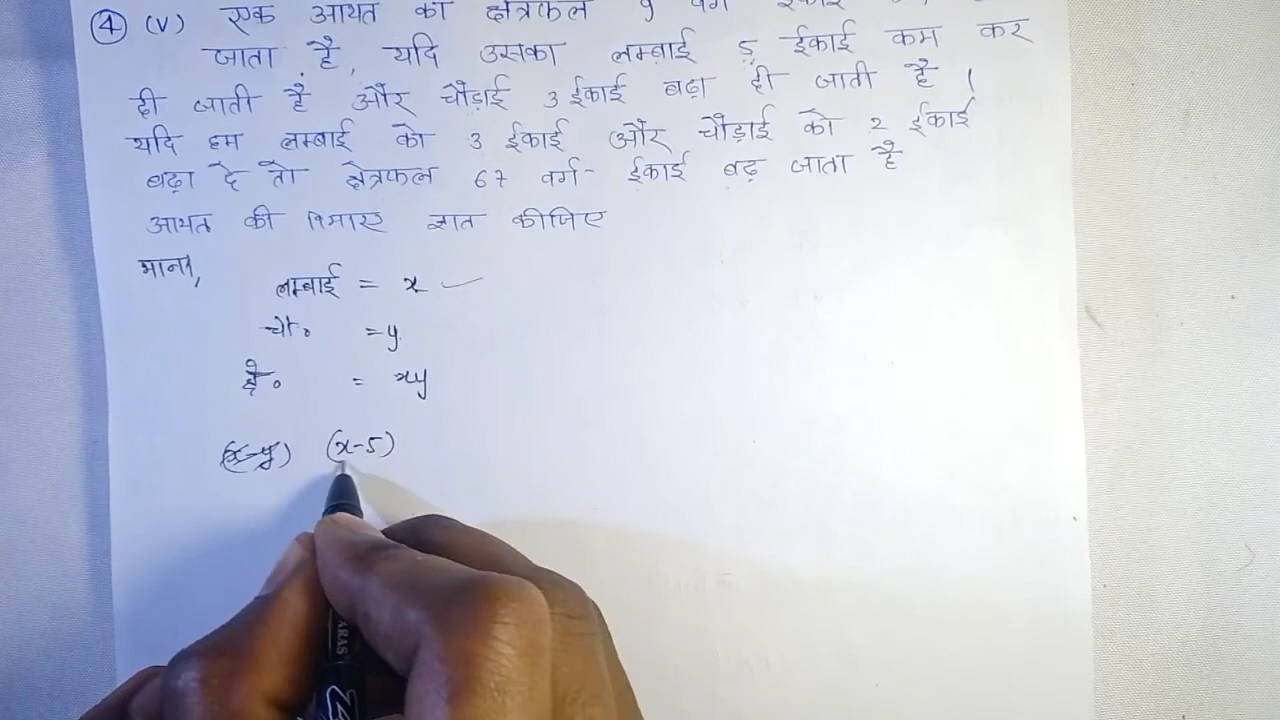 ④ (v) एक आयत का क्षेत्रफल 9 वर्ग
जाता है, यदि उसका लम्बाई 5 ईकाई कम कर
दी जाती है और चौड़ाई 3 ईकाई बढ़ा दी जाती है ।
यदि हम लम्बाई को 3 ईकाई और चौड़ाई को 2 ईकाई
बढ़ा दे तो क्षेत्रफल 67 वर्ग ईकाई बढ़ जाता है
आयत की विमाए ज्ञात कीजिए
माना,
लम्बाई = x
चौ० = y
क्षे० = xy
(x-5)